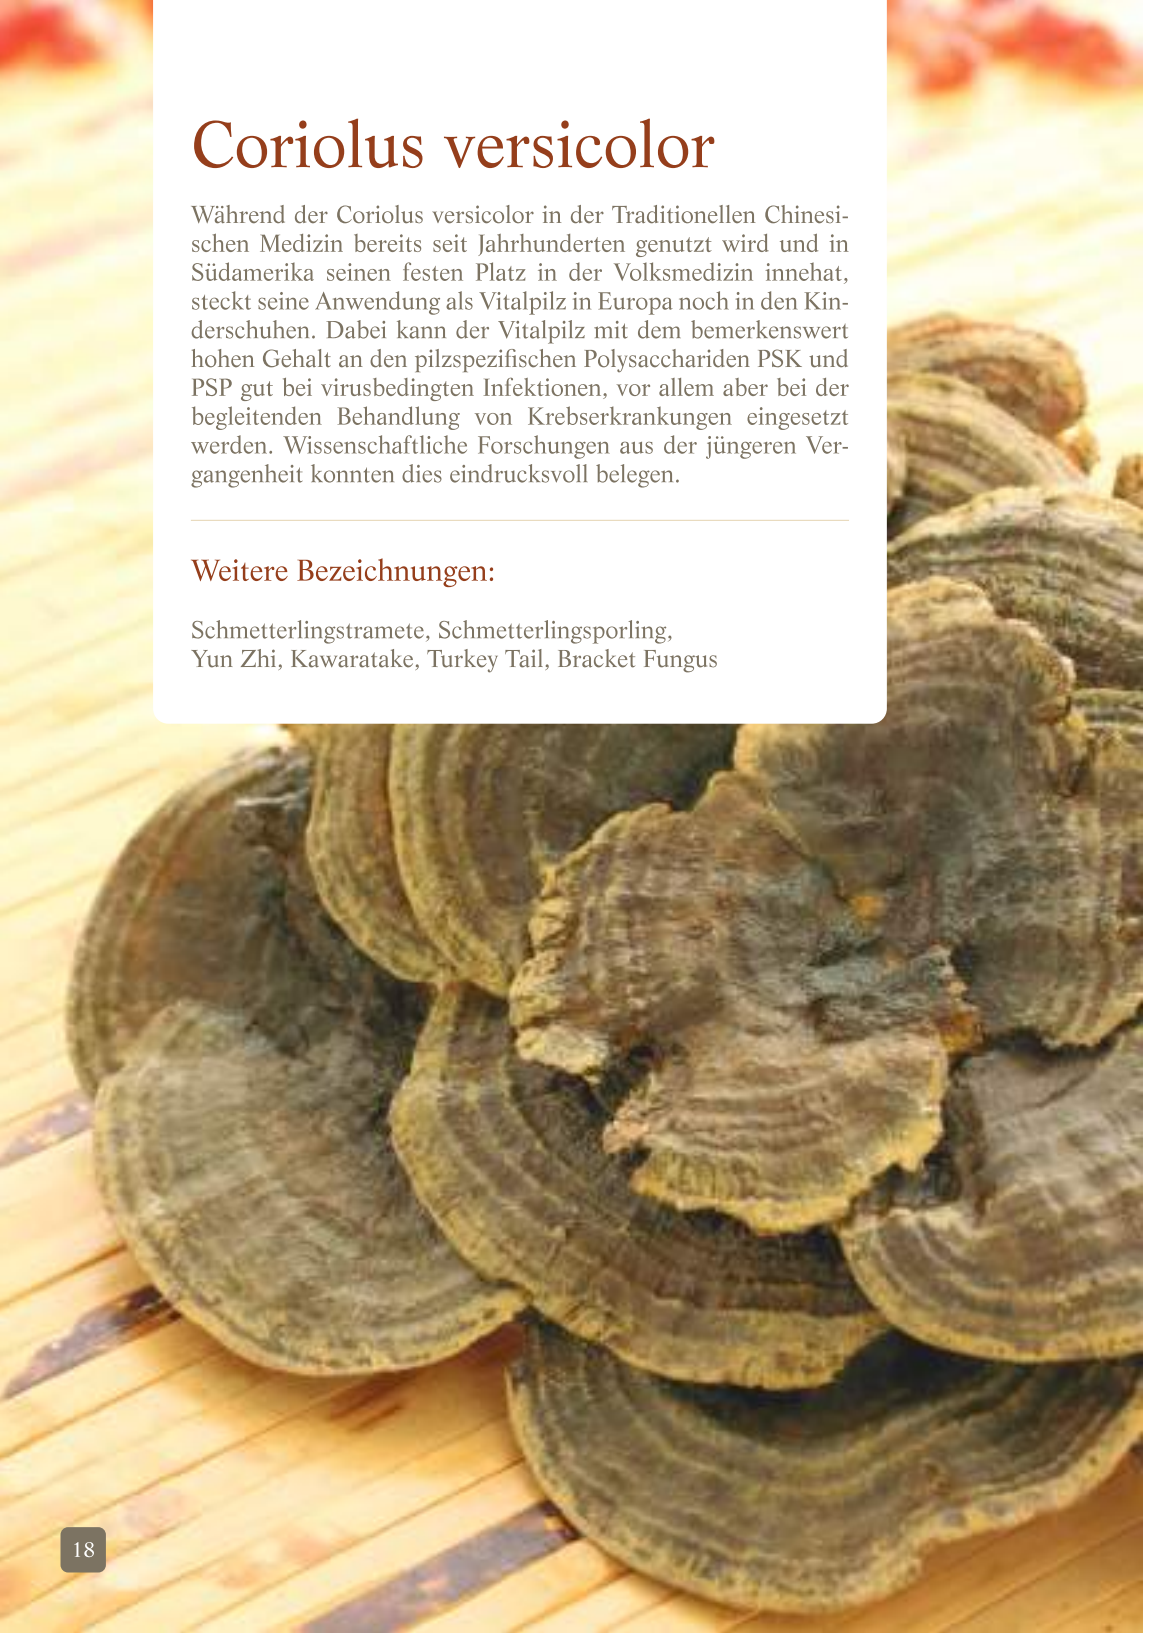 Coriolus versicolor
Während der Coriolus versicolor in der Traditionellen Chinesi-
schen Medizin bereits seit Jahrhunderten genutzt wird und in
Südamerika seinen festen Platz in der Volksmedizin innehat,
steckt seine Anwendung als Vitalpilz in Europa noch in den Kin-
derschuhen. Dabei kann der Vitalpilz mit dem bemerkenswert
hohen Gehalt an den pilzspezifischen Polysacchariden PSK und
PSP gut bei virusbedingten Infektionen, vor allem aber bei der
begleitenden Behandlung von Krebserkrankungen eingesetzt
werden. Wissenschaftliche Forschungen aus der jüngeren Ver-
gangenheit konnten dies eindrucksvoll belegen.
Weitere Bezeichnungen:
Schmetterlingstramete, Schmetterlingsporling,
Yun Zhi, Kawaratake, Turkey Tail, Bracket Fungus
18